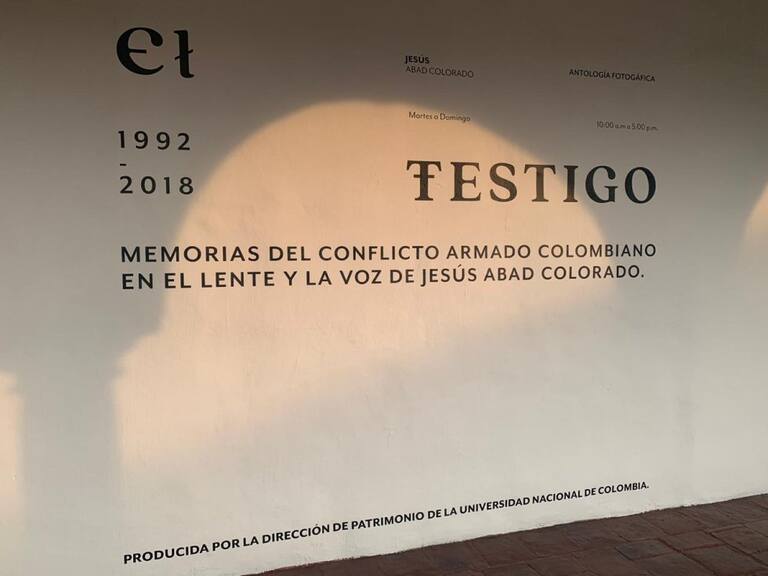 El
JESÚS
ABAD COLORADO
ANTOLOGÍA FOTOGÁFICA
Martes a Domingo
10:00 a.m a 5:00 p.m.
1992
-
2018
TESTIGO
MEMORIAS DEL CONFLICTO ARMADO COLOMBIANO
EN EL LENTE Y LA VOZ DE JESÚS ABAD COLORADO.
PRODUCIDA POR LA DIRECCIÓN DE PATRIMONIO DE LA UNIVERSIDAD NACIONAL DE COLOMBIA.